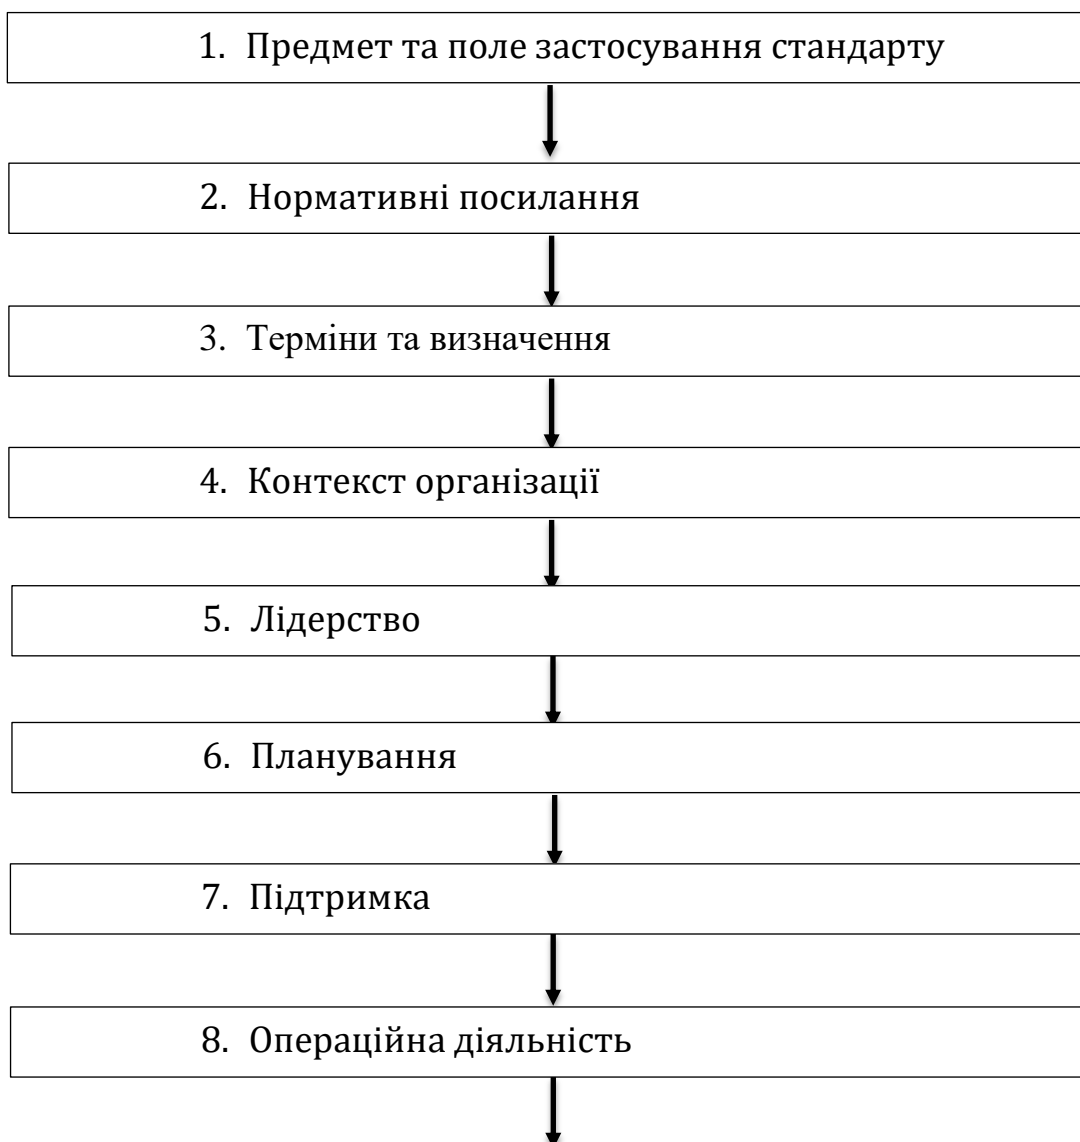 1. Предмет та поле застосування стандарту
2. Нормативні посилання
3. Терміни та визначення
4. Контекст організації
5. Лідерство
6. Планування
7. Підтримка
8. Операційна діяльність